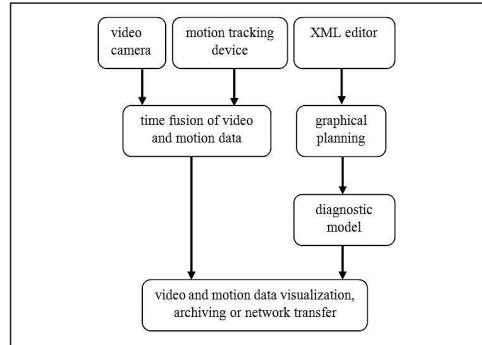 video
camera
motion tracking
device
XML editor
time fusion of video
and motion data
graphical
planning
diagnostic
model
video and motion data visualization,
archiving or network transfer